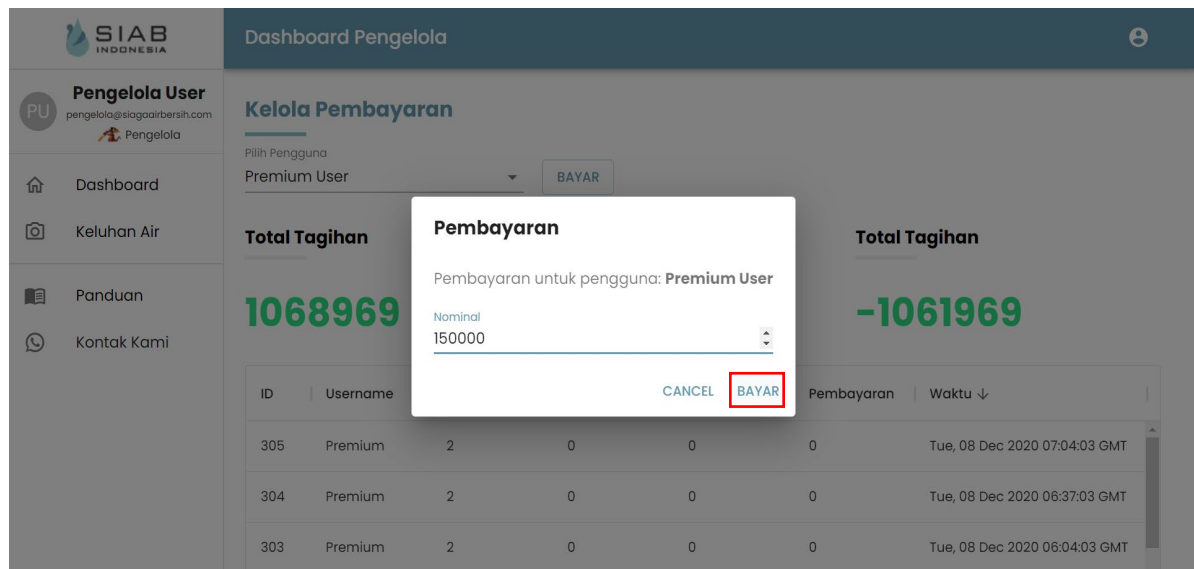 SIAB
INDONESIA
Dashboard Pengelola
PU
Pengelola User
pengelola@siagaairbersih.com
Pengelola
Dashboard
Keluhan Air
Panduan
Kontak Kami
Kelola Pembayaran
Pilih Pengguna
Premium User
BAYAR
Total Tagihan
Total Tagihan
1068969
-1061969
Pembayaran
Pembayaran untuk pengguna: Premium User
Nominal
150000
CANCEL BAYAR
ID Username Pembayaran Waktu
305 Premium 2 0 0 0 Tue, 08 Dec 2020 07:04:03 GMT
304 Premium 2 0 0 0 Tue, 08 Dec 2020 06:37:03 GMT
303 Premium 2 0 0 0 Tue, 08 Dec 2020 06:04:03 GMT